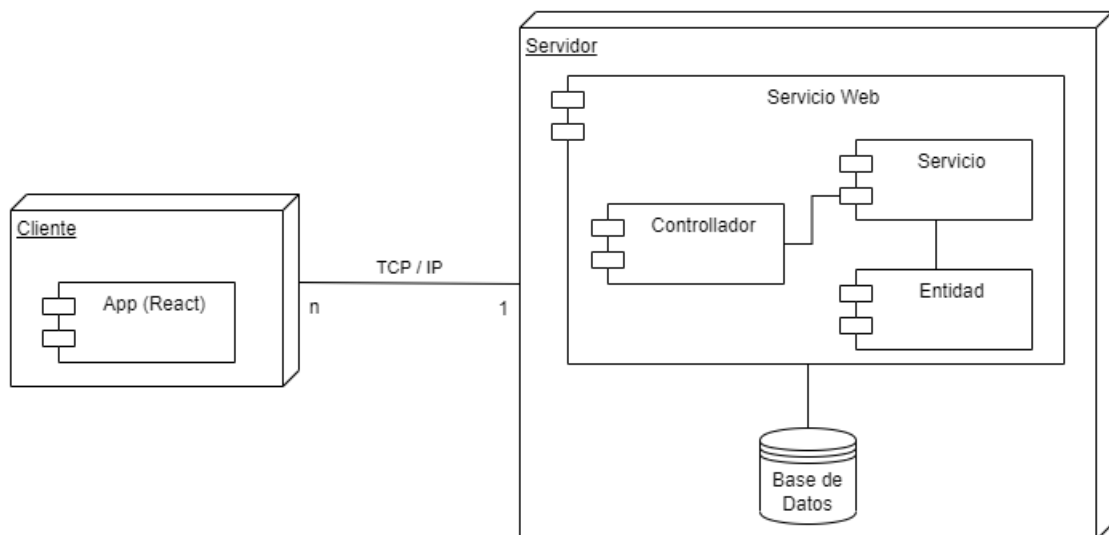 Servidor
Servicio Web
Servicio
Controllador
Entidad
Cliente
App (React)
TCP / IP
n
1
Base de
Datos